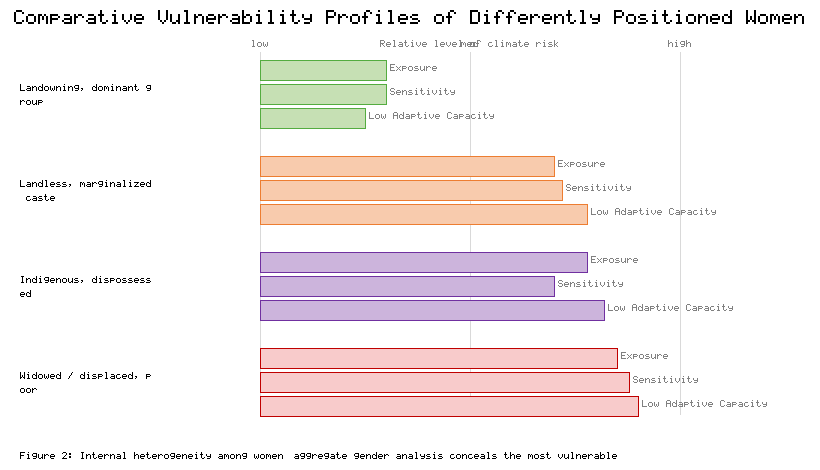 Comparative Vulnerability Profiles of Differently Positioned Women
low Relative level of climate risk med high
Landowning, dominant g
roup
Exposure
Sensitivity
Low Adaptive Capacity
Landless, marginalized
caste
Exposure
Sensitivity
Low Adaptive Capacity
Indigenous, dispossess
ed
Exposure
Sensitivity
Low Adaptive Capacity
Widowed / displaced, p
oor
Exposure
Sensitivity
Low Adaptive Capacity
Figure 2: Internal heterogeneity among women aggregate gender analysis conceals the most vulnerable